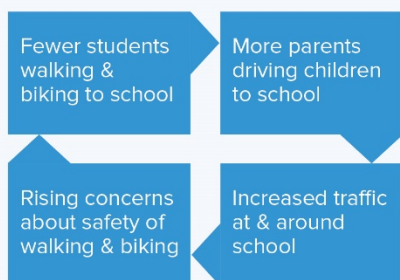 Fewer students
walking &
biking to school
More parents
driving children
to school
Increased traffic
at & around
school
Rising concerns
about safety of
walking & biking